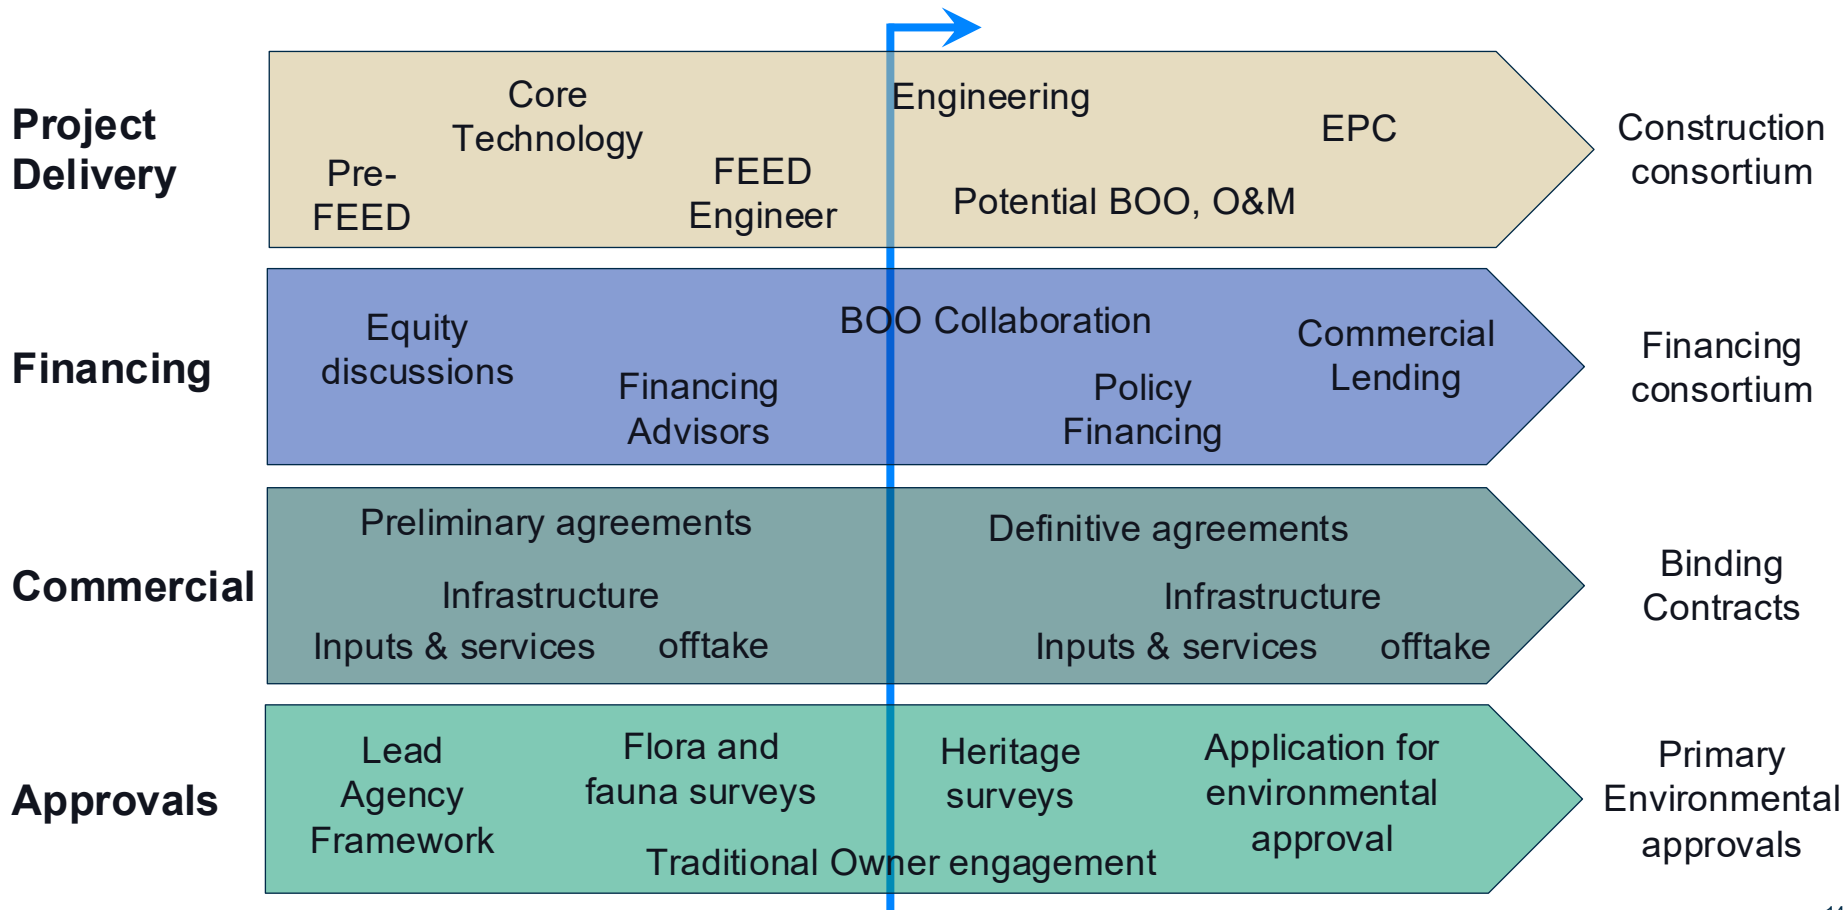 Project
Delivery
Core
Technology
Pre-
FEED
FEED
Engineer
Engineering
Potential BOO, O&M
EPC
Construction
consortium
Financing
Equity
discussions
Financing
Advisors
BOO Collaboration
Policy
Financing
Commercial
Lending
Financing
consortium
Commercial
Preliminary agreements
Infrastructure
Inputs & services
offtake
Definitive agreements
Infrastructure
Inputs & services
offtake
Binding
Contracts
Approvals
Lead
Agency
Framework
Flora and
fauna surveys
Traditional Owner engagement
Heritage
surveys
Application for
environmental
approval
Primary
Environmental
approvals